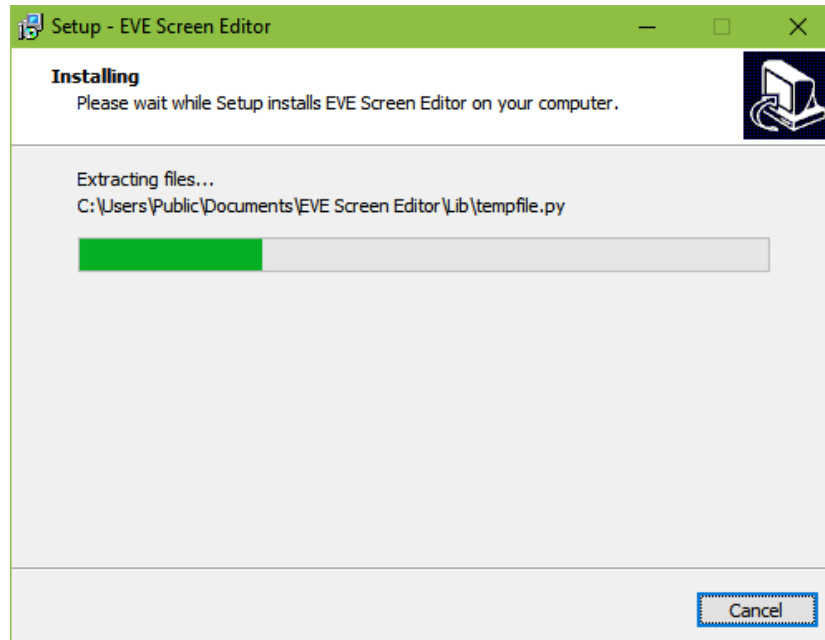 Setup - EVE Screen Editor
Installing
Please wait while Setup installs EVE Screen Editor on your computer.
Extracting files...
C:\Users\Public\Documents\EVE Screen Editor\Lib\tempfile.py
Cancel